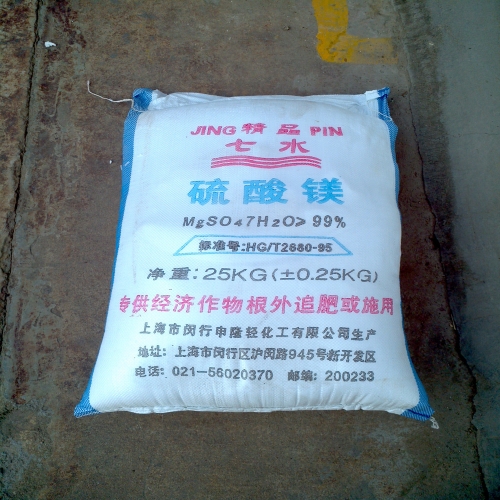 JING 精品 PIN
七水
硫酸镁
MgSO47H2O≥99%
标准号:HG/T2680-95
净重:25KG(±0.25KG)
专供经济作物根外追肥或施用
上海市闵行申隆轻化工有限公司生产
地址:上海市闵行区沪闵路945号新开发区
电话:021-56020370 邮编:200233